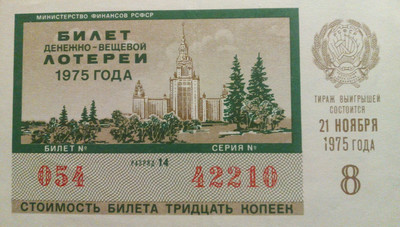 МИНИСТЕРСТВО ФИНАНСОВ РСФСР
БИЛЕТ
ДЕНЕЖНО-ВЕЩЕВОЙ
ЛОТЕРЕИ
1975 ГОДА
БИЛЕТ №
РАЗРЯД 14
СЕРИЯ №
054
42210
СТОИМОСТЬ БИЛЕТА ТРИДЦАТЬ КОПЕЕК
ТИРАЖ ВЫИГРЫШЕЙ
СОСТОИТСЯ
21 НОЯБРЯ
1975 ГОДА
8